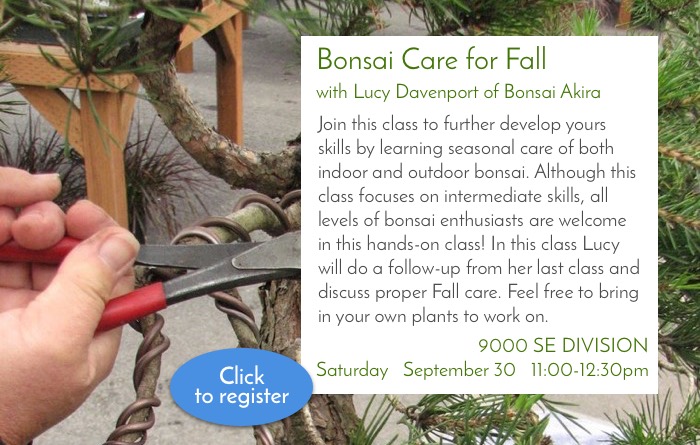 Bonsai Care for Fall
with Lucy Davenport of Bonsai Akira
Join this class to further develop yours
skills by learning seasonal care of both
indoor and outdoor bonsai. Although this
class focuses on intermediate skills, all
levels of bonsai enthusiasts are welcome
in this hands-on class! In this class Lucy
will do a follow-up from her last class and
discuss proper Fall care. Feel free to bring
in your own plants to work on.
9000 SE DIVISION
Saturday September 30 11:00-12:30pm
Click
to register